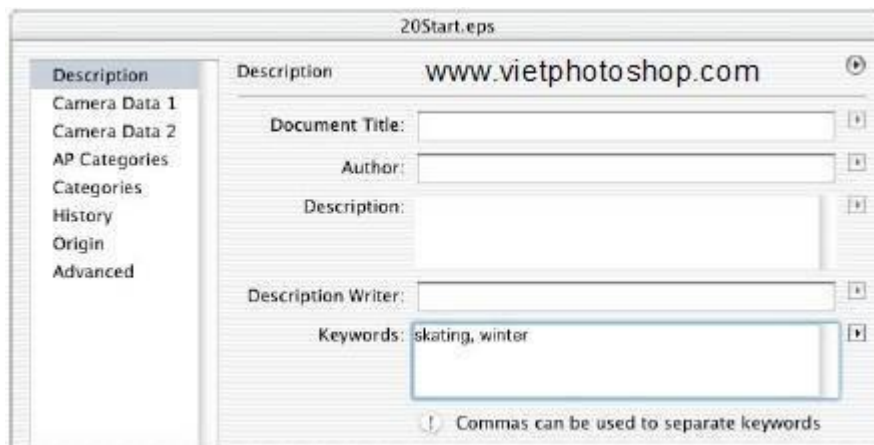 20Start.eps
Description
Camera Data 1
Camera Data 2
AP Categories
Categories
History
Origin
Advanced
Description www.vietphotoshop.com
Document Title:
Author:
Description:
Description Writer:
Keywords: skating, winter
! Commas can be used to separate keywords